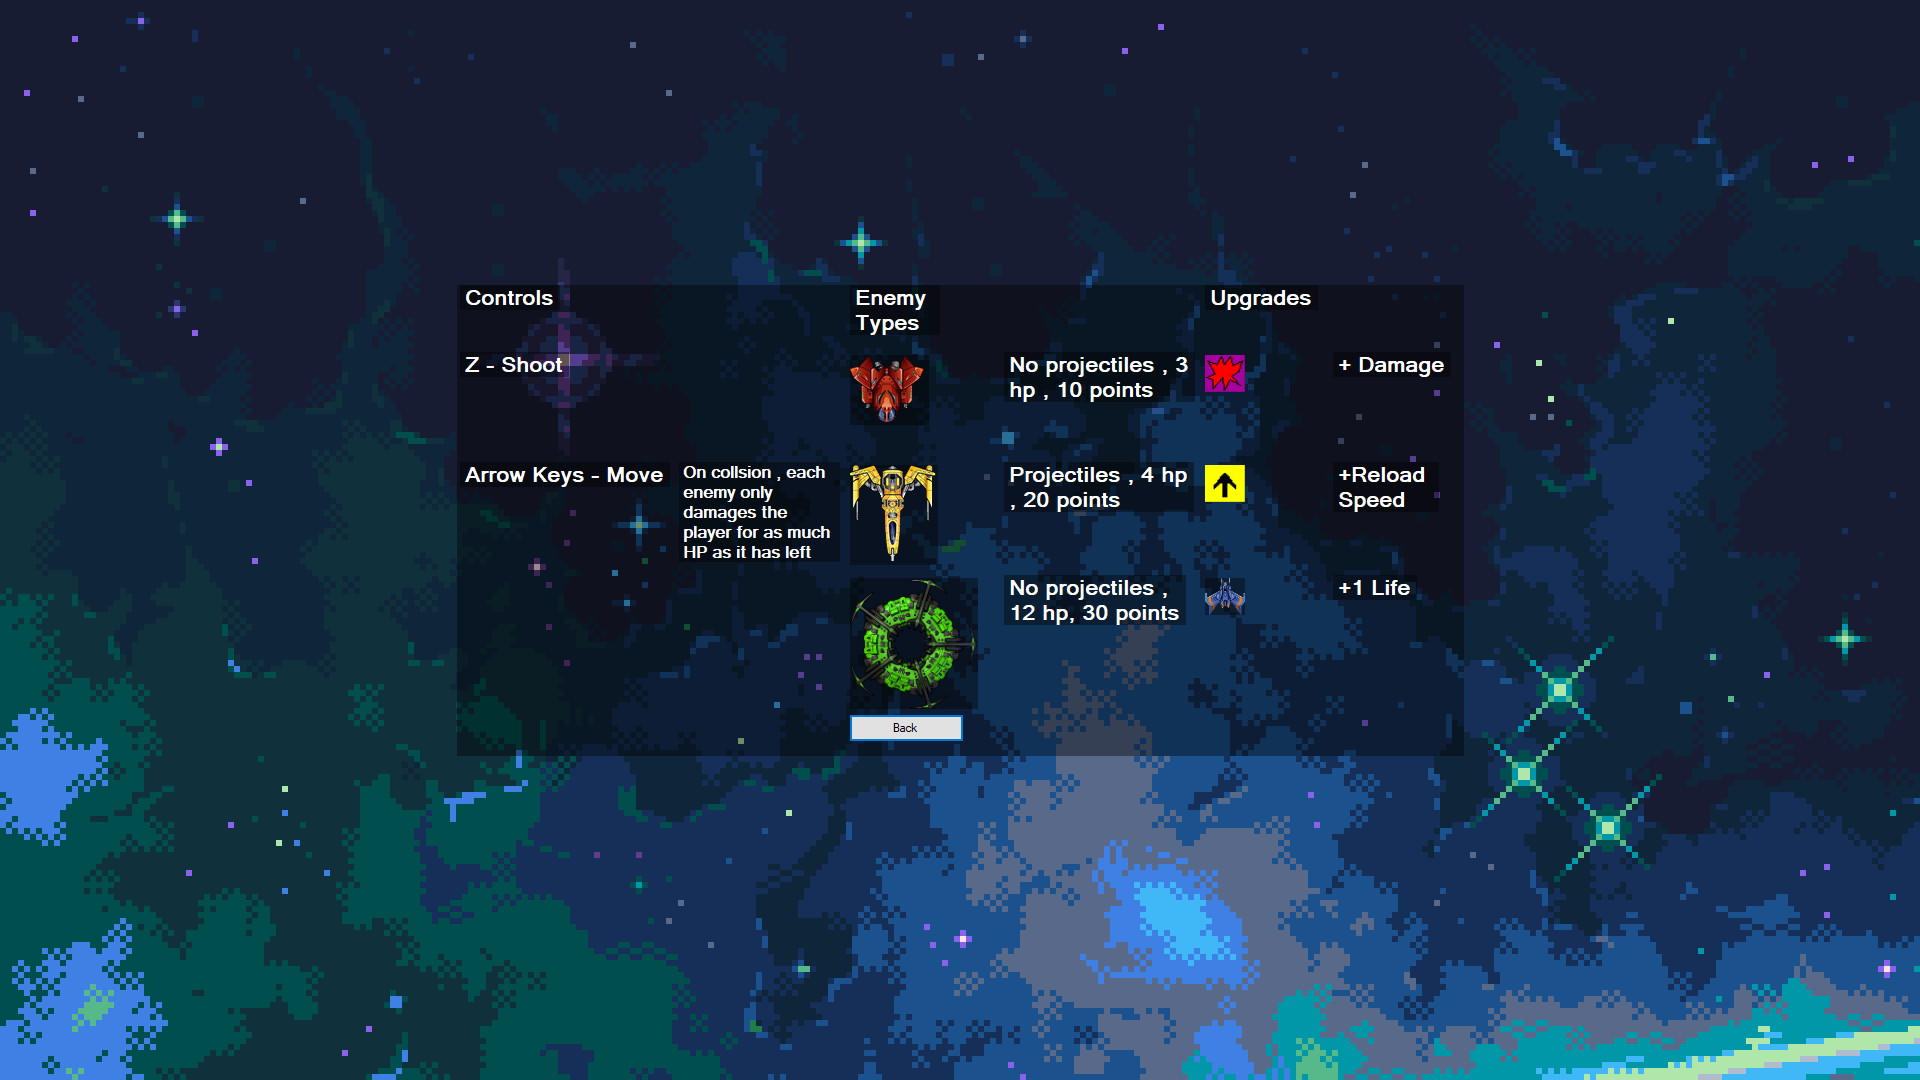 Controls
Enemy
Types
Upgrades
Z - Shoot
No projectiles , 3
hp , 10 points
+ Damage
Arrow Keys - Move
On collsion , each
enemy only
damages the
player for as much
HP as it has left
Projectiles , 4 hp
, 20 points
+Reload
Speed
No projectiles ,
12 hp, 30 points
+1 Life
Back